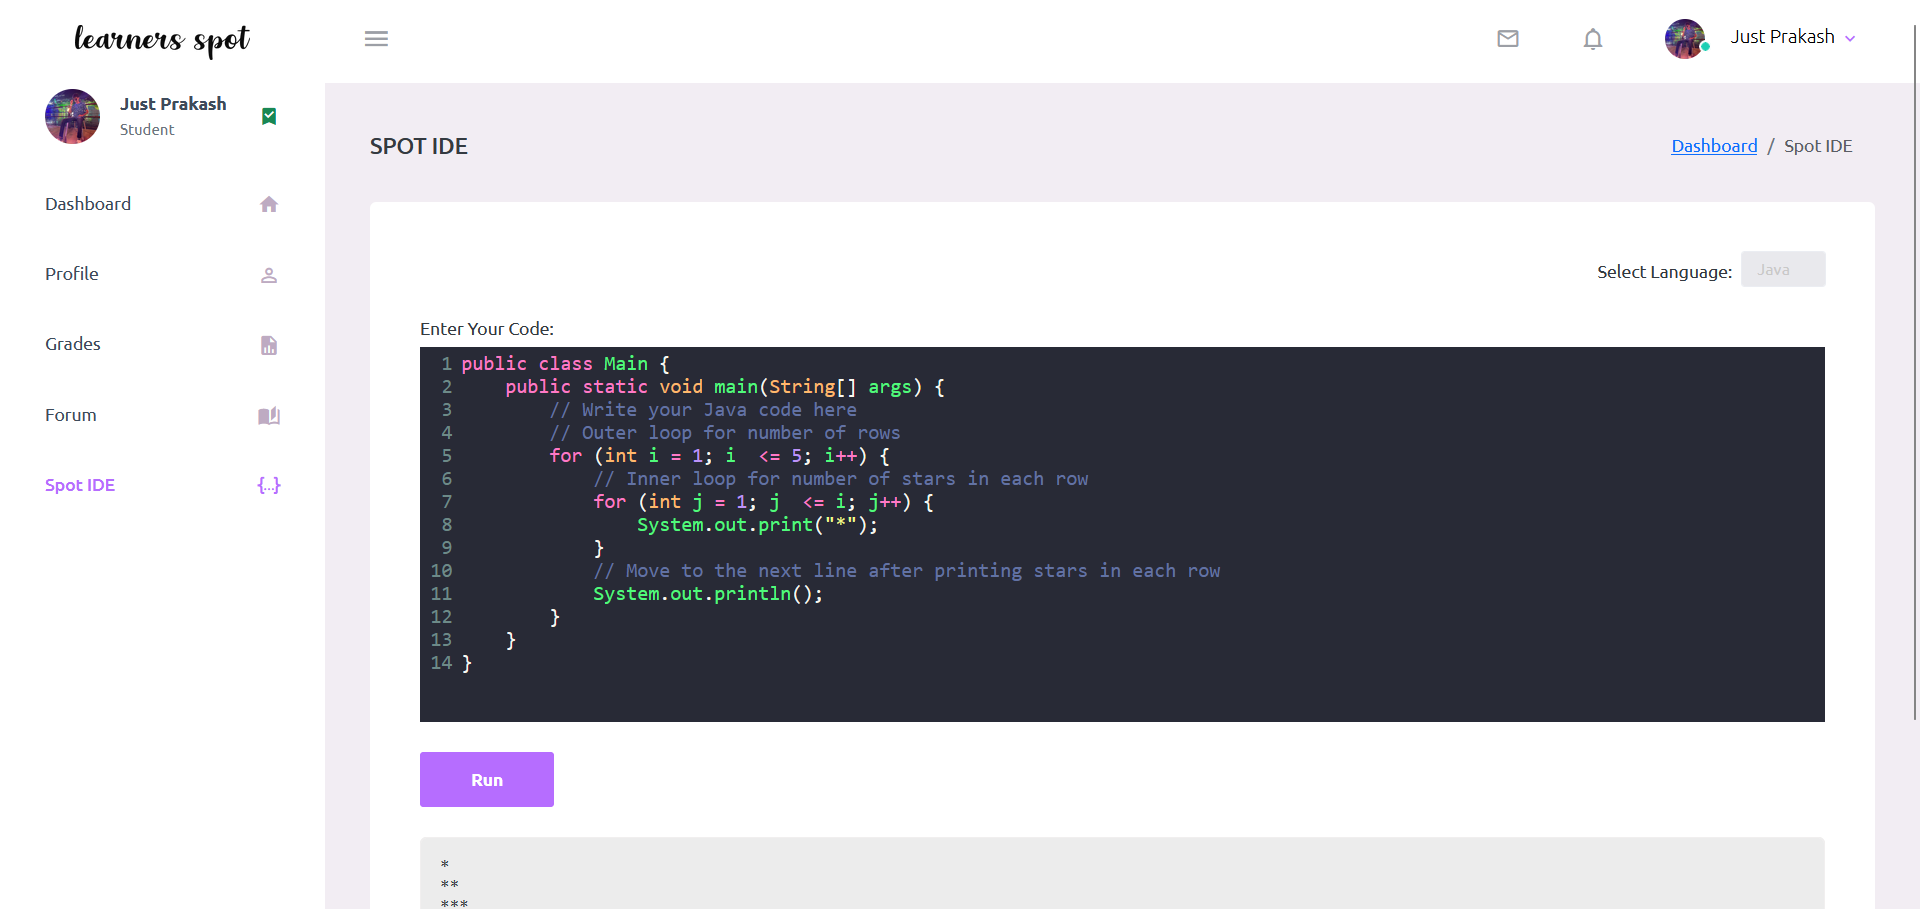 learners spot
Just Prakash
Just Prakash
Student
Dashboard
Profile
Grades
Forum
Spot IDE
{...}
SPOT IDE
Dashboard / Spot IDE
Select Language: Java
Enter Your Code:
1 public class Main {
2     public static void main(String[] args) {
3         // Write your Java code here
4         // Outer loop for number of rows
5         for (int i = 1; i  <= 5; i++) {
6             // Inner loop for number of stars in each row
7             for (int j = 1; j  <= i; j++) {
8                 System.out.print("*");
9             }
10             // Move to the next line after printing stars in each row
11             System.out.println();
12         }
13     }
14 }
Run
*
**
***